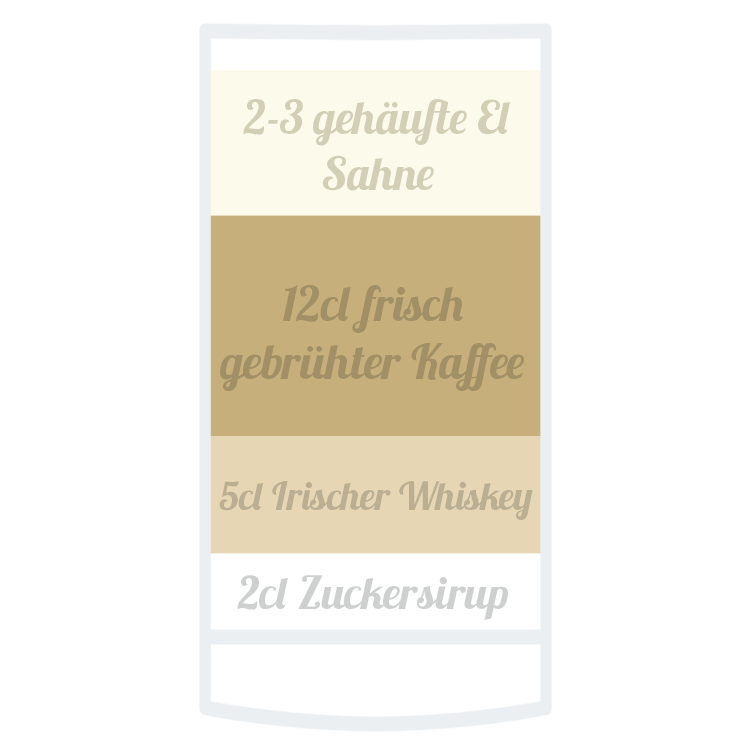 2-3 gehäufte El
Sahne
12cl frisch
gebrühter Kaffee
5cl Irischer Whiskey
2cl Zuckersirup